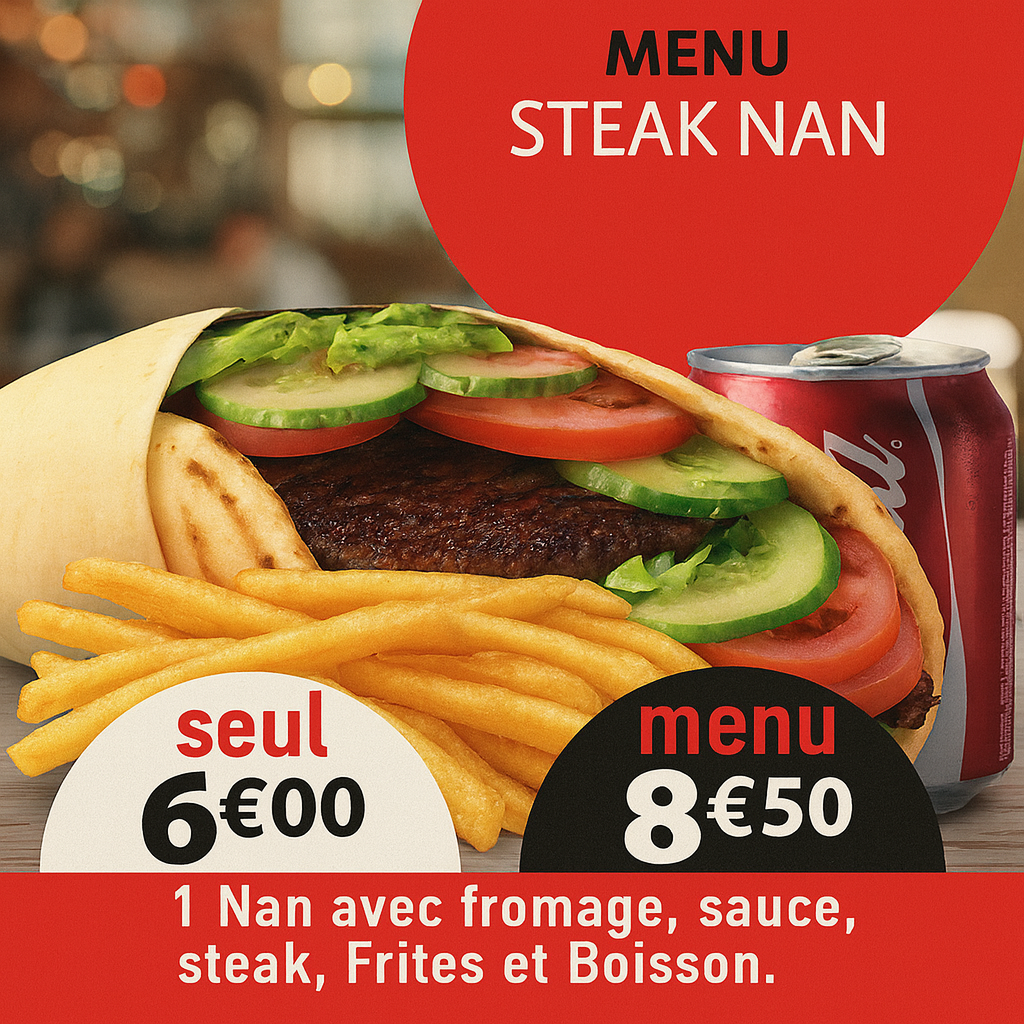 MENU
STEAK NAN
seul
6€00
menu
8€50
1 Nan avec fromage, sauce,
steak, Frites et Boisson.